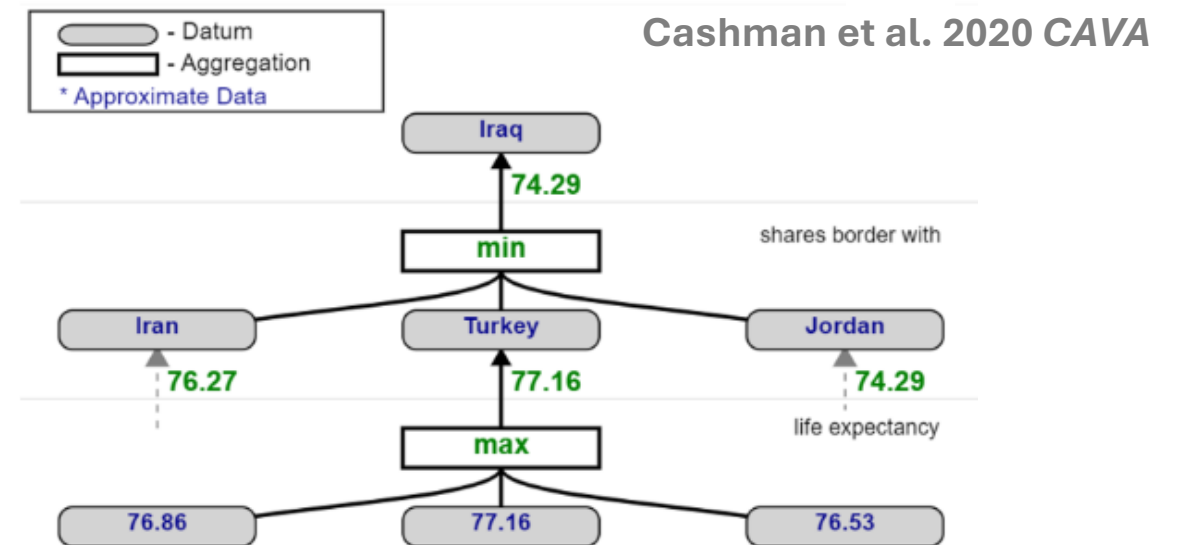 - Datum
- Aggregation
* Approximate Data
Cashman et al. 2020 CAVA
Iraq
74.29
min
shares border with
Iran
Turkey
Jordan
76.27
77.16
74.29
life expectancy
max
76.86
77.16
76.53